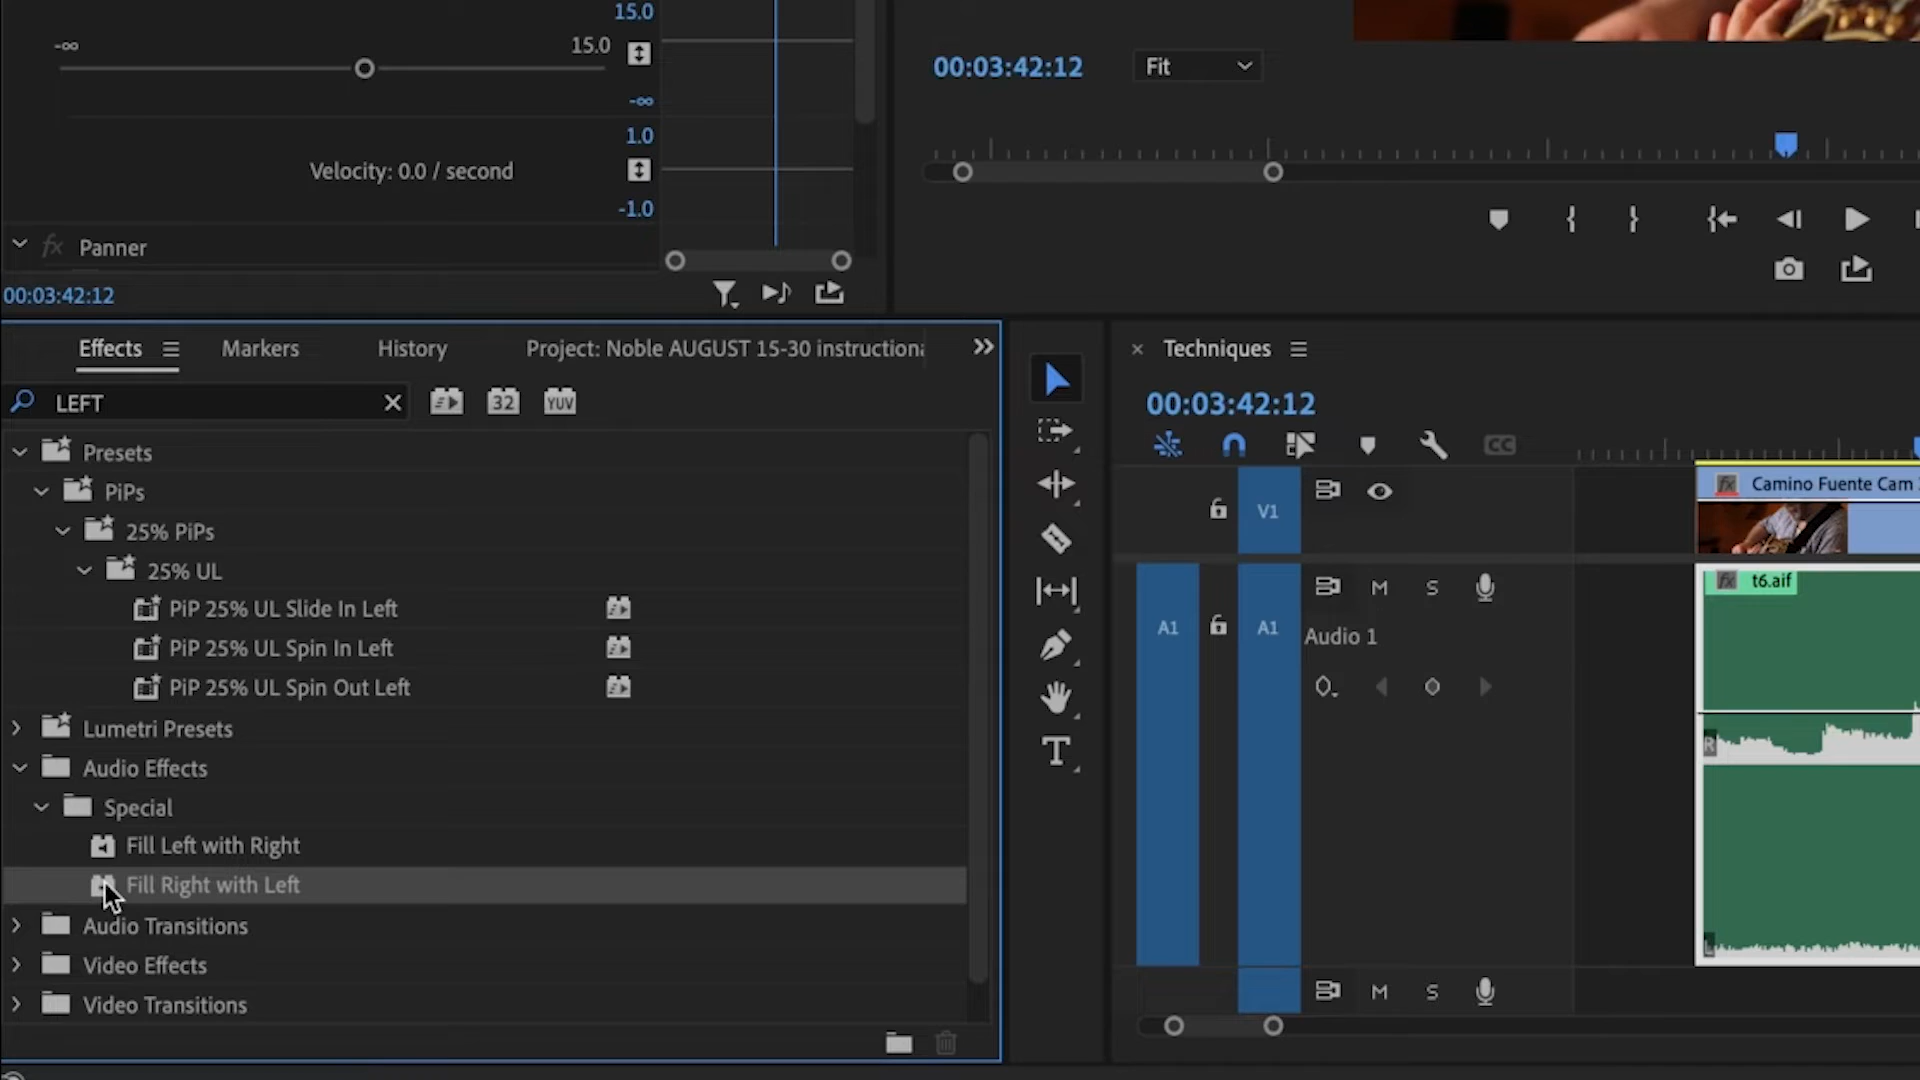 15.0
-∞
15.0
-∞
1.0
Velocity: 0.0 / second
-1.0
fx Panner
00:03:42:12
00:03:42:12
Fit
Effects
Markers
History
Project: Noble AUGUST 15-30 instructiona
LEFT
32
YUV
Presets
PiPs
25% PiPs
25% UL
PiP 25% UL Slide In Left
PiP 25% UL Spin In Left
PiP 25% UL Spin Out Left
Lumetri Presets
Audio Effects
Special
Fill Left with Right
Fill Right with Left
Audio Transitions
Video Effects
Video Transitions
T
Techniques
00:03:42:12
CC
V1
fx Camino Fuente Cam
A1
A1
M S
Audio 1
fx t6.aif
R
L
M S